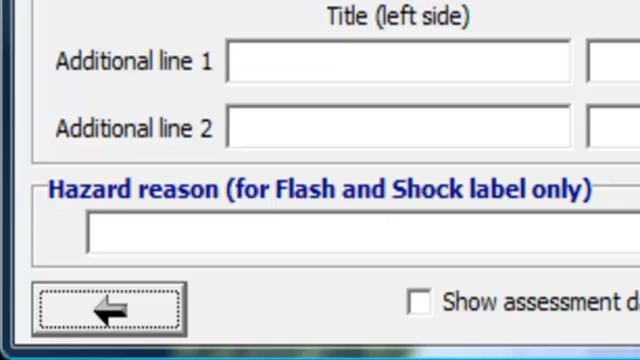 Title (left side)
Additional line 1
Additional line 2
Hazard reason (for Flash and Shock label only)
Show assessment